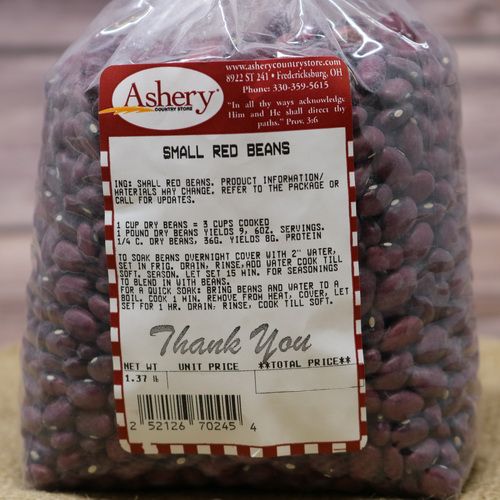 www.asherycountrystore.com
8922 ST 241 • Fredericksburg, OH
Phone: 330-359-5615
Ashery
COUNTRY STORE
"In all thy ways acknowledge
Him and He shall direct thy
paths." Prov. 3:6
SMALL RED BEANS
ING: SMALL RED BEANS. PRODUCT INFORMATION/
MATERIALS MAY CHANGE. REFER TO THE PACKAGE OR
CALL FOR UPDATES.
1 CUP DRY BEANS = 3 CUPS COOKED
1 POUND DRY BEANS YIELDS 9, 6OZ. SERVINGS.
1/4 C. DRY BEANS, 36G. YIELDS 8G. PROTEIN
TO SOAK BEANS OVERNIGHT COVER WITH 2" WATER,
SET IN FRIG. DRAIN, RINSE,ADD WATER COOK TILL
SOFT. SEASON. LET SET 15 MIN. FOR SEASONINGS
TO BLEND IN WITH BEANS.
FOR A QUICK SOAK: BRING BEANS AND WATER TO A
BOIL. COOK 1 MIN. REMOVE FROM HEAT, COVER, LET
SET FOR 1 HR. DRAIN, RINSE, COOK TILL SOFT.
Thank You
NET WT UNIT PRICE **TOTAL PRICE**
1.37 lb
2 52126 70245 4